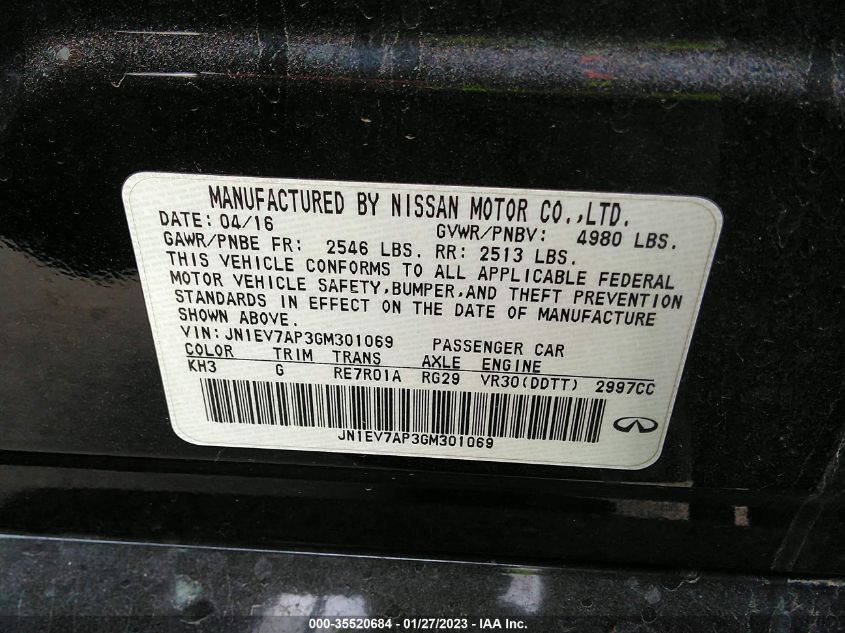 MANUFACTURED BY NISSAN MOTOR CO.,LTD.
DATE: 04/16 GVWR/PNBV: 4980 LBS.
GAWR/PNBE FR: 2546 LBS. RR: 2513 LBS.
THIS VEHICLE CONFORMS TO ALL APPLICABLE FEDERAL
MOTOR VEHICLE SAFETY,BUMPER,AND THEFT PREVENTION
STANDARDS IN EFFECT ON THE DATE OF MANUFACTURE
SHOWN ABOVE.
VIN:JN1EV7AP3GM301069 PASSENGER CAR
COLOR TRIM TRANS AXLE ENGINE
KH3 G RE7R01A RG29 VR30(DDTT) 2997CC
JN1EV7AP3GM301069
000-35520684 - 01/27/2023 - IAA Inc.